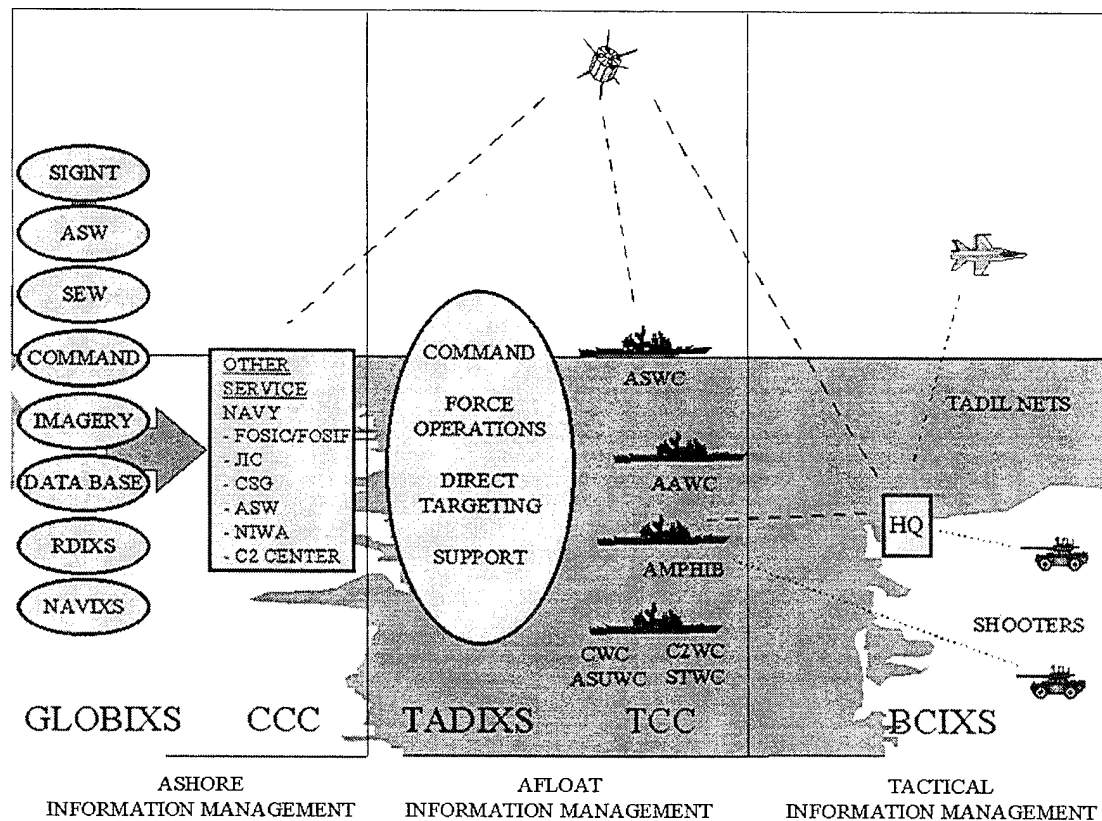 SIGINT
ASW
SEW
COMMAND
IMAGERY
DATA BASE
RDIXS
NAVIXS
OTHER
SERVICE
NAVY
- FOSIC/FOSIF
- JIC
- CSG
- ASW
- NIWA
- C2 CENTER
COMMAND
FORCE
OPERATIONS
DIRECT
TARGETING
SUPPORT
ASWC
AAWC
AMPHIB
CWC C2WC
ASUWC STWC
TADIL NETS
HQ
SHOOTERS
GLOBIXS CCC TADIXS TCC BCIXS
ASHORE
INFORMATION MANAGEMENT
AFLOAT
INFORMATION MANAGEMENT
TACTICAL
INFORMATION MANAGEMENT